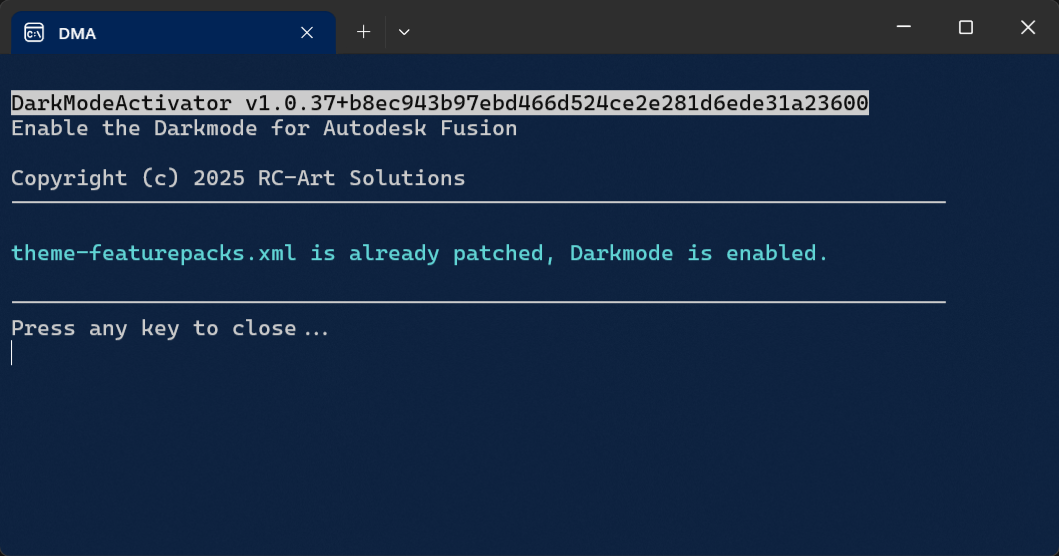 DMA
DarkModeActivator v1.0.37+b8ec943b97ebd466d524ce2e281d6ede31a23600
Enable the Darkmode for Autodesk Fusion
Copyright (c) 2025 RC-Art Solutions
theme-featurepacks.xml is already patched, Darkmode is enabled.
Press any key to close...